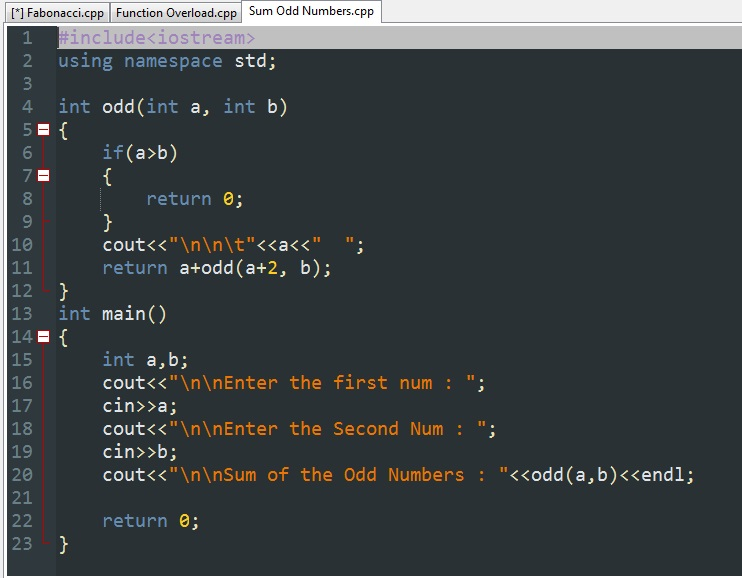 [*] Fabonacci.cpp Function Overload.cpp Sum Odd Numbers.cpp
1 #include<iostream>
2 using namespace std;
3
4 int odd(int a, int b)
5 {
6 if(a>b)
7 {
8 return 0;
9 }
10 cout<<"\n\n\t"<<a<<"  ";
11 return a+odd(a+2, b);
12 }
13 int main()
14 {
15 int a,b;
16 cout<<"\n\nEnter the first num : ";
17 cin>>a;
18 cout<<"\n\nEnter the Second Num : ";
19 cin>>b;
20 cout<<"\n\nSum of the Odd Numbers : "<<odd(a,b)<<endl;
21
22 return 0;
23 }